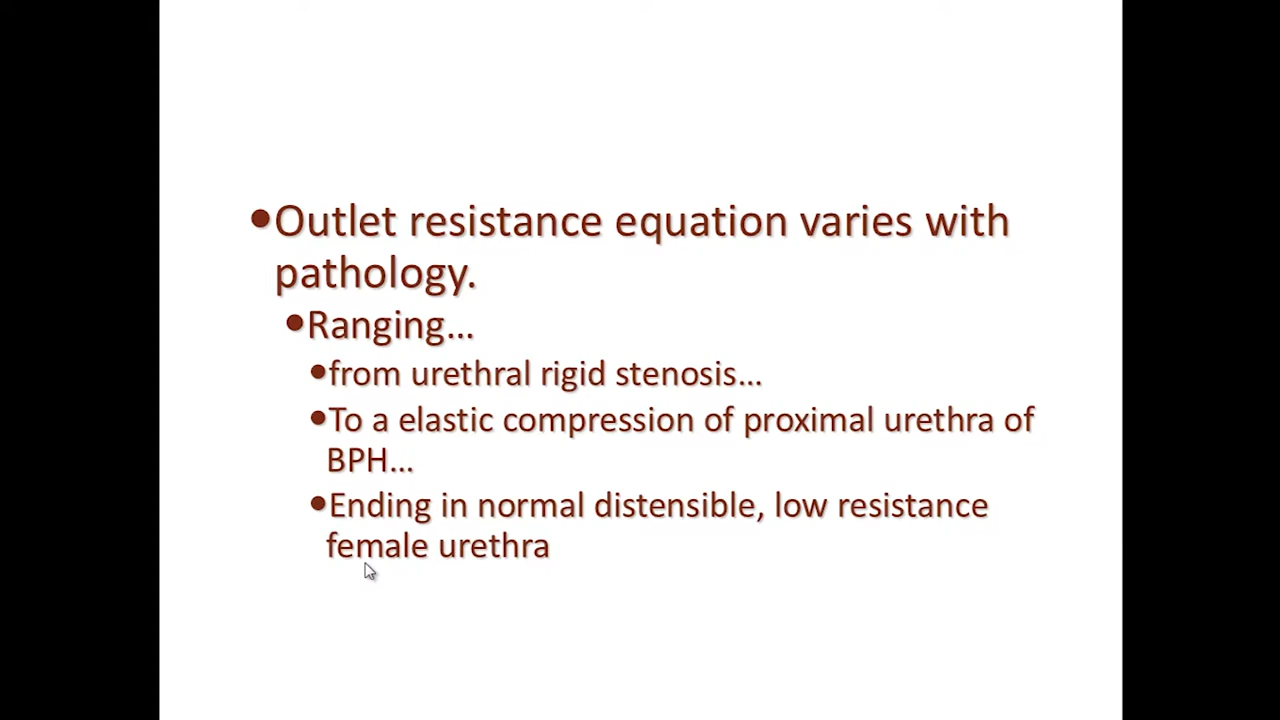 •Outlet resistance equation varies with
pathology.
•Ranging...
•from urethral rigid stenosis...
•To a elastic compression of proximal urethra of
BPH...
•Ending in normal distensible, low resistance
female urethra